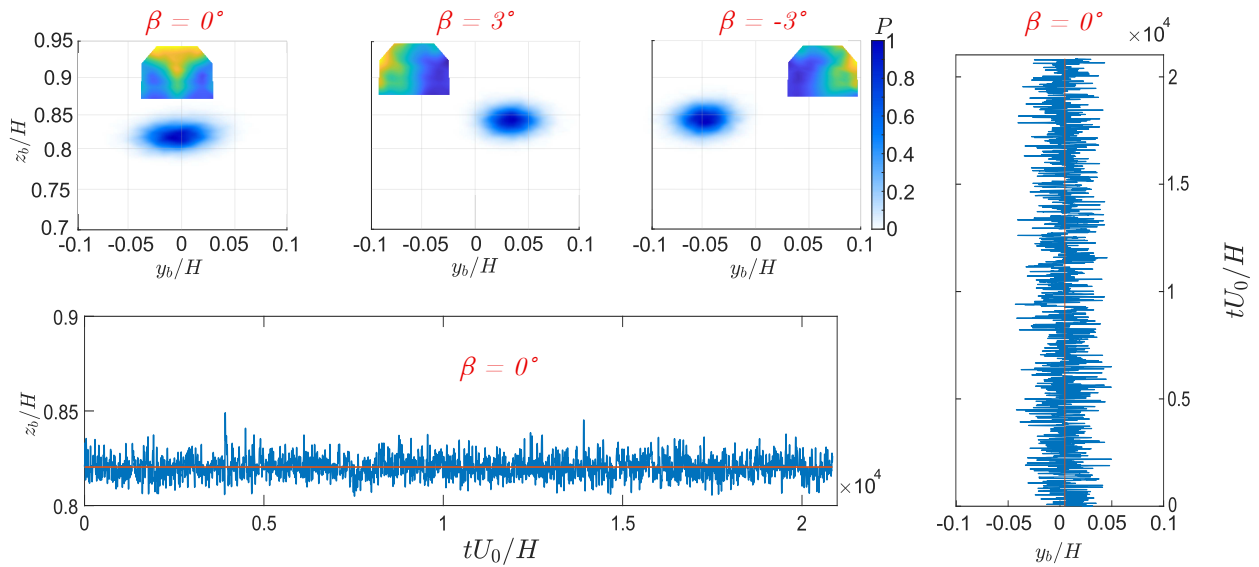 β = 0°
β = 3°
β = -3°
β = 0°
×10⁴
P
0.95
0.9
0.85
0.8
0.75
0.7
z_b/H
-0.1 -0.05 0 0.05 0.1
y_b/H
-0.1 -0.05 0 0.05 0.1
y_b/H
-0.1 -0.05 0 0.05 0.1
y_b/H
1
0.8
0.6
0.4
0.2
0
0.9
0.85
0.8
z_b/H
β = 0°
0 0.5 1 1.5 2
×10⁴
tU₀/H
2
1.5
1
0.5
0
tU₀/H
-0.1 -0.05 0 0.05 0.1
y_b/H